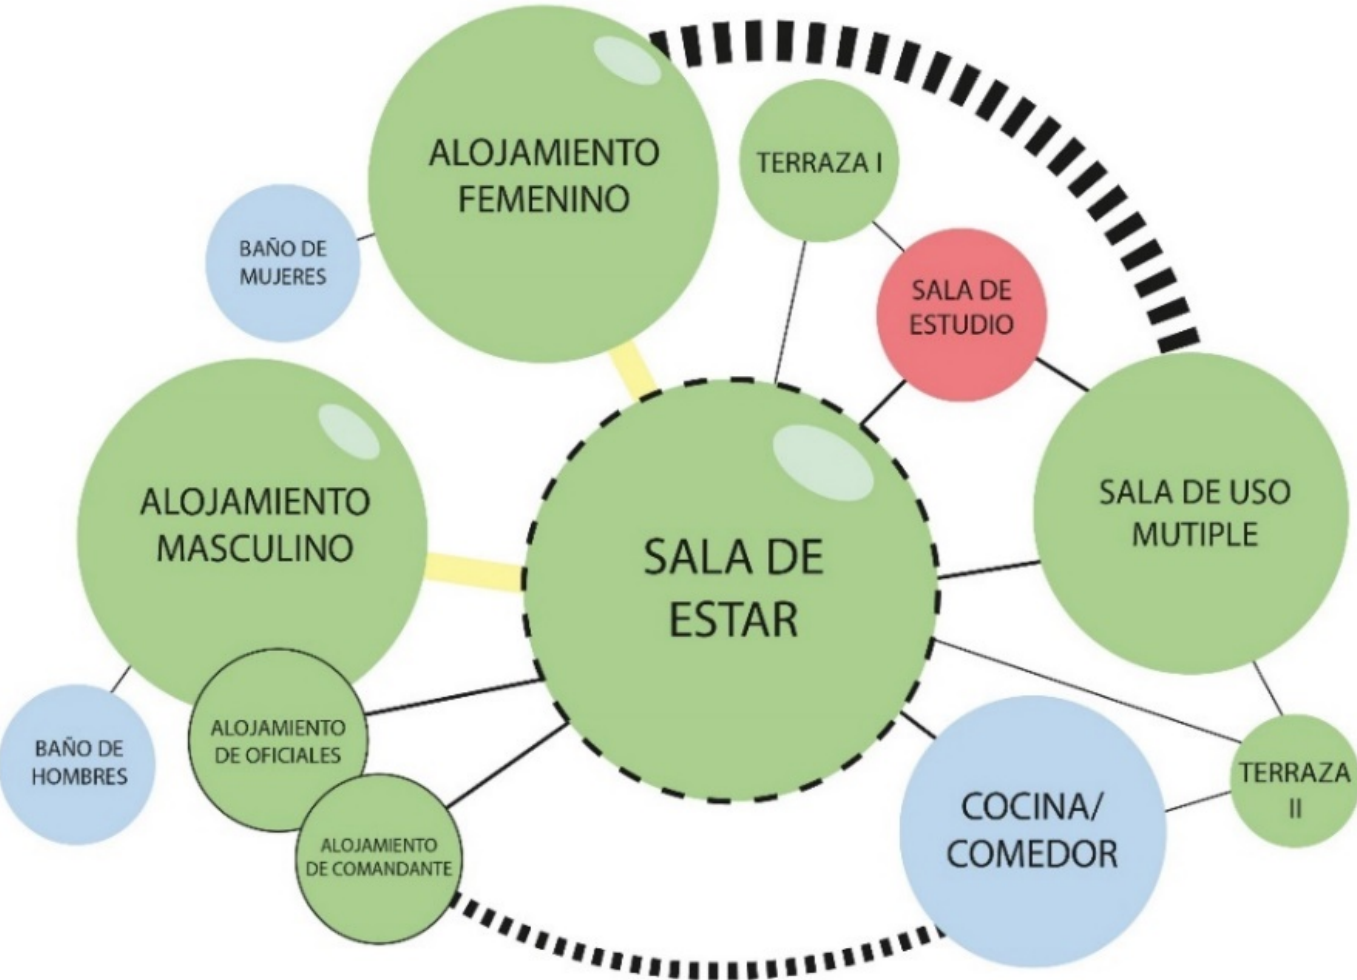 ALOJAMIENTO
FEMENINO
TERRAZA I
BAÑO DE
MUJERES
SALA DE
ESTUDIO
ALOJAMIENTO
MASCULINO
SALA DE USO
MUTIPLE
SALA DE
ESTAR
ALOJAMIENTO
DE OFICIALES
BAÑO DE
HOMBRES
TERRAZA
II
COCINA/
COMEDOR
ALOJAMIENTO
DE COMANDANTE